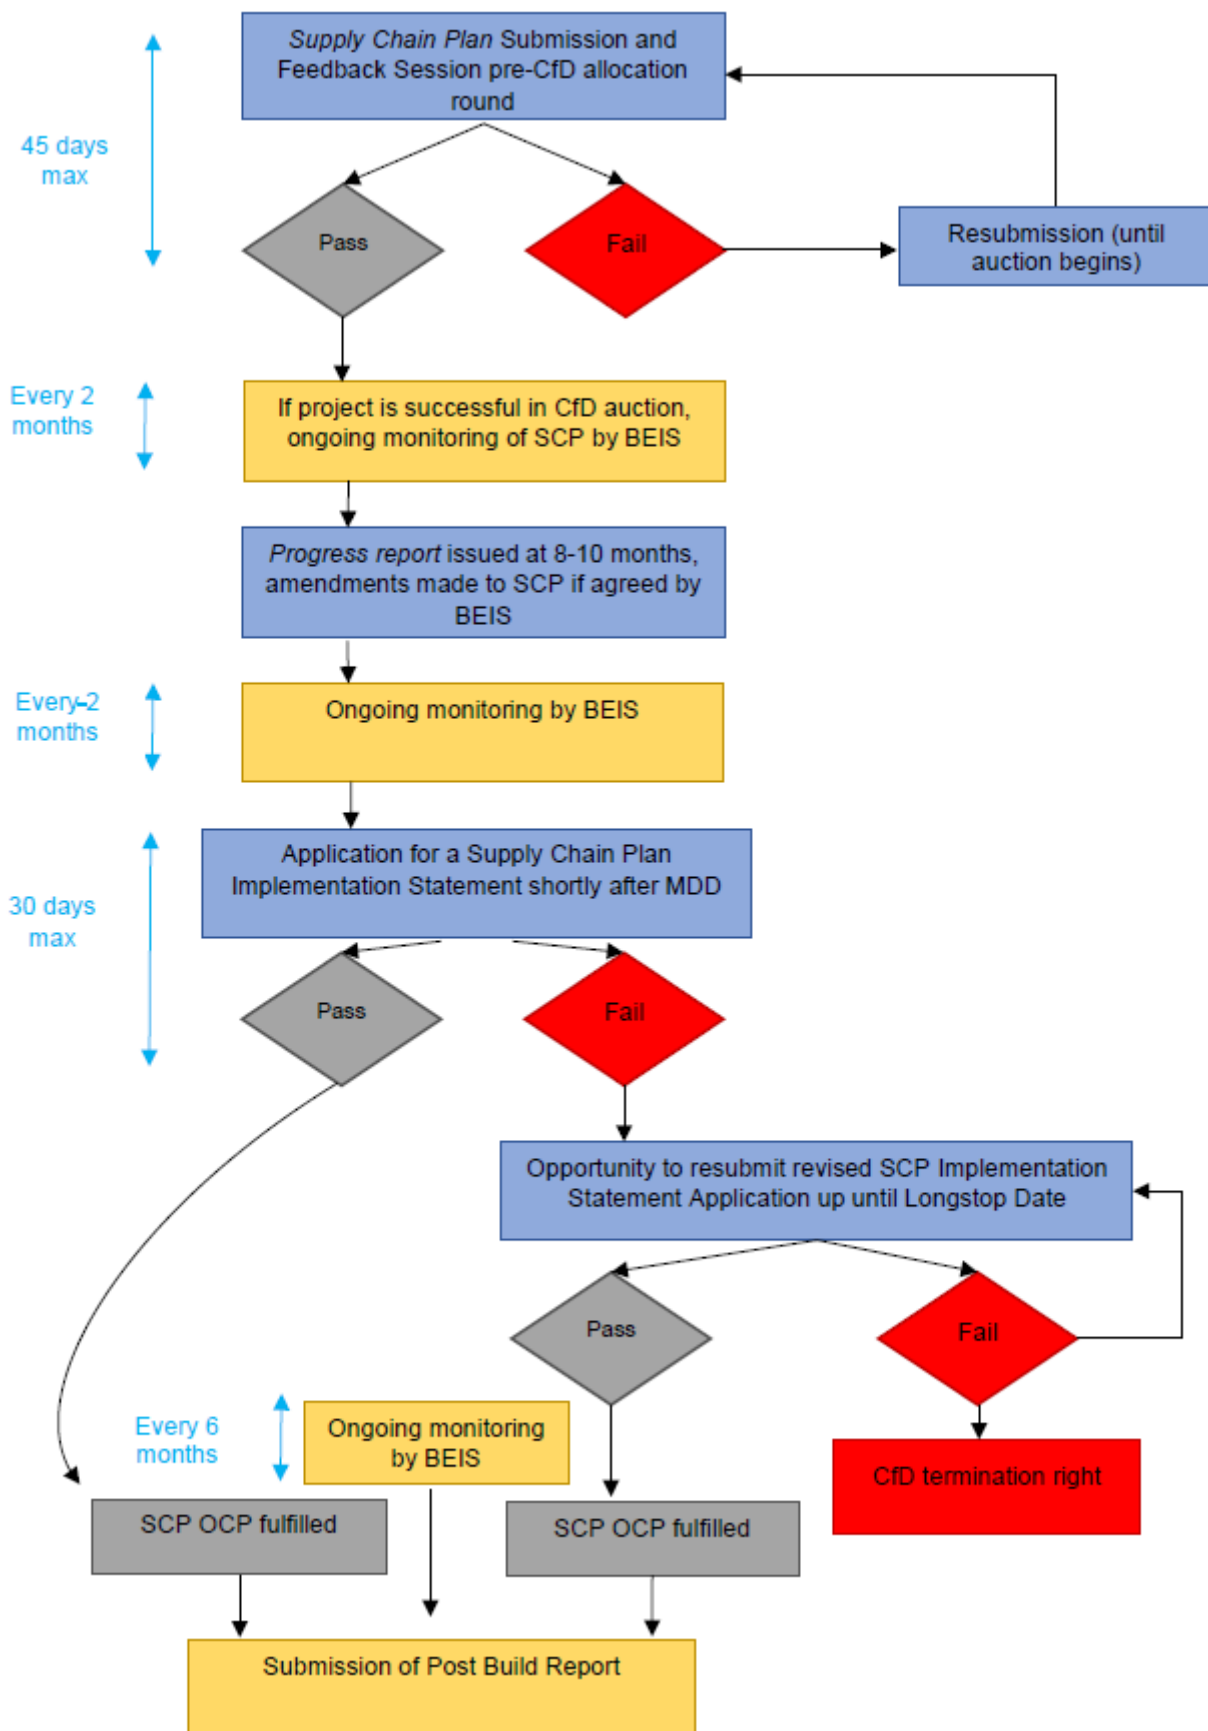 Supply Chain Plan Submission and
Feedback Session pre-CfD allocation
round
45 days
max
Pass
Fail
Resubmission (until
auction begins)
Every 2
months
If project is successful in CfD auction,
ongoing monitoring of SCP by BEIS
Progress report issued at 8-10 months,
amendments made to SCP if agreed by
BEIS
Every 2
months
Ongoing monitoring by BEIS
Application for a Supply Chain Plan
Implementation Statement shortly after MDD
30 days
max
Pass
Fail
Opportunity to resubmit revised SCP Implementation
Statement Application up until Longstop Date
Pass
Fail
Every 6
months
Ongoing monitoring
by BEIS
CfD termination right
SCP OCP fulfilled
SCP OCP fulfilled
Submission of Post Build Report